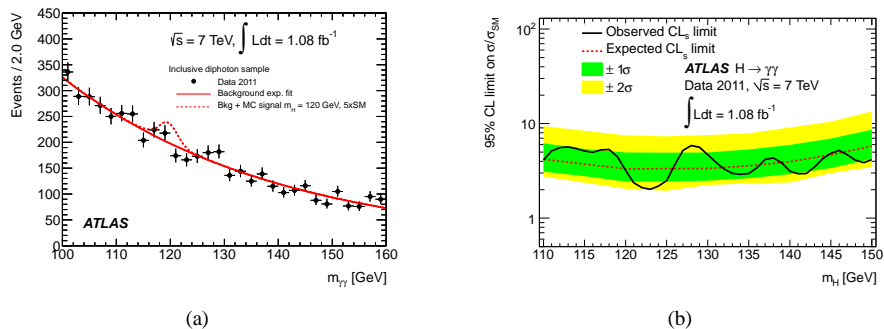 Events / 2.0 GeV
450
400
350
300
250
200
150
100
50
0
100 110 120 130 140 150 160
m_γγ [GeV]
√s = 7 TeV, ∫ Ldt = 1.08 fb⁻¹
Inclusive diphoton sample
Data 2011
Background exp. fit
Bkg + MC signal m_H = 120 GeV, 5xSM
ATLAS
(a)
95% CL limit on σ/σ_SM
10
1
110 115 120 125 130 135 140 145 150
m_H [GeV]
Observed CL_s limit
Expected CL_s limit
± 1σ
± 2σ
ATLAS H → γγ
Data 2011, √s = 7 TeV
∫ Ldt = 1.08 fb⁻¹
(b)